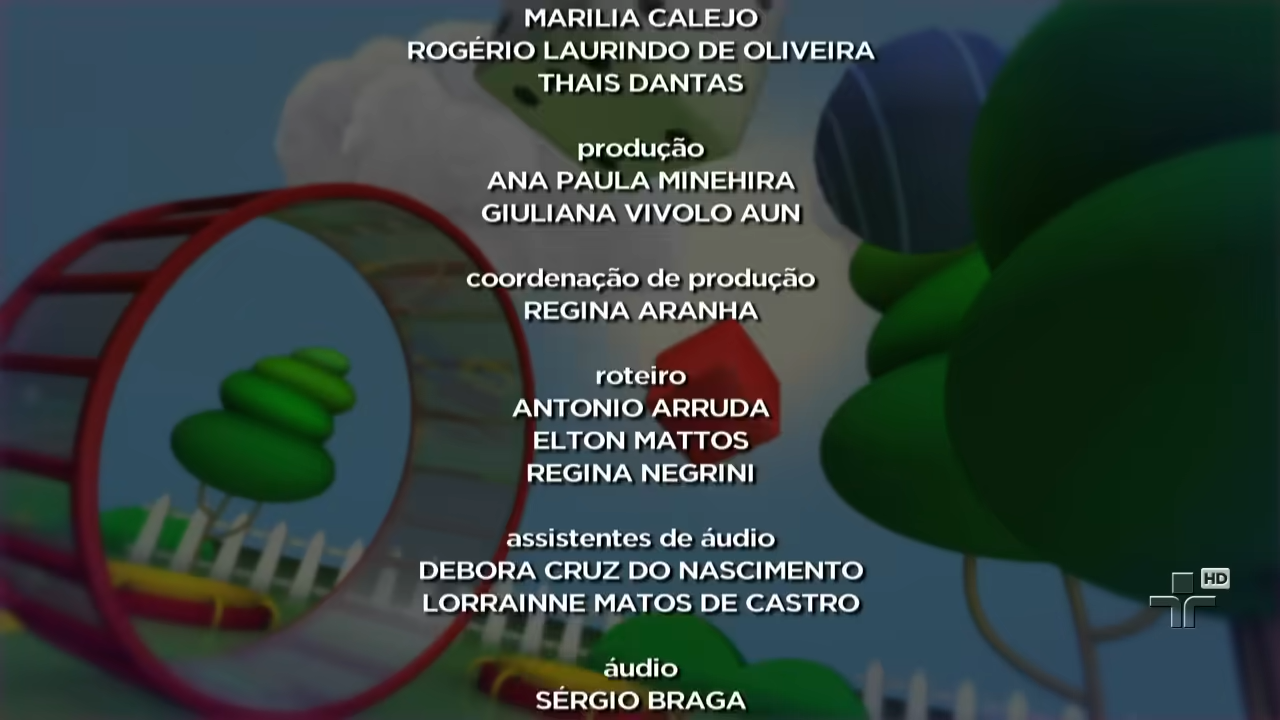 MARILIA CALEJO
ROGÉRIO LAURINDO DE OLIVEIRA
THAIS DANTAS
produção
ANA PAULA MINEHIRA
GIULIANA VIVOLO AUN
coordenação de produção
REGINA ARANHA
roteiro
ANTONIO ARRUDA
ELTON MATTOS
REGINA NEGRINI
assistentes de áudio
DEBORA CRUZ DO NASCIMENTO
LORRAINNE MATOS DE CASTRO
HD
áudio
SÉRGIO BRAGA